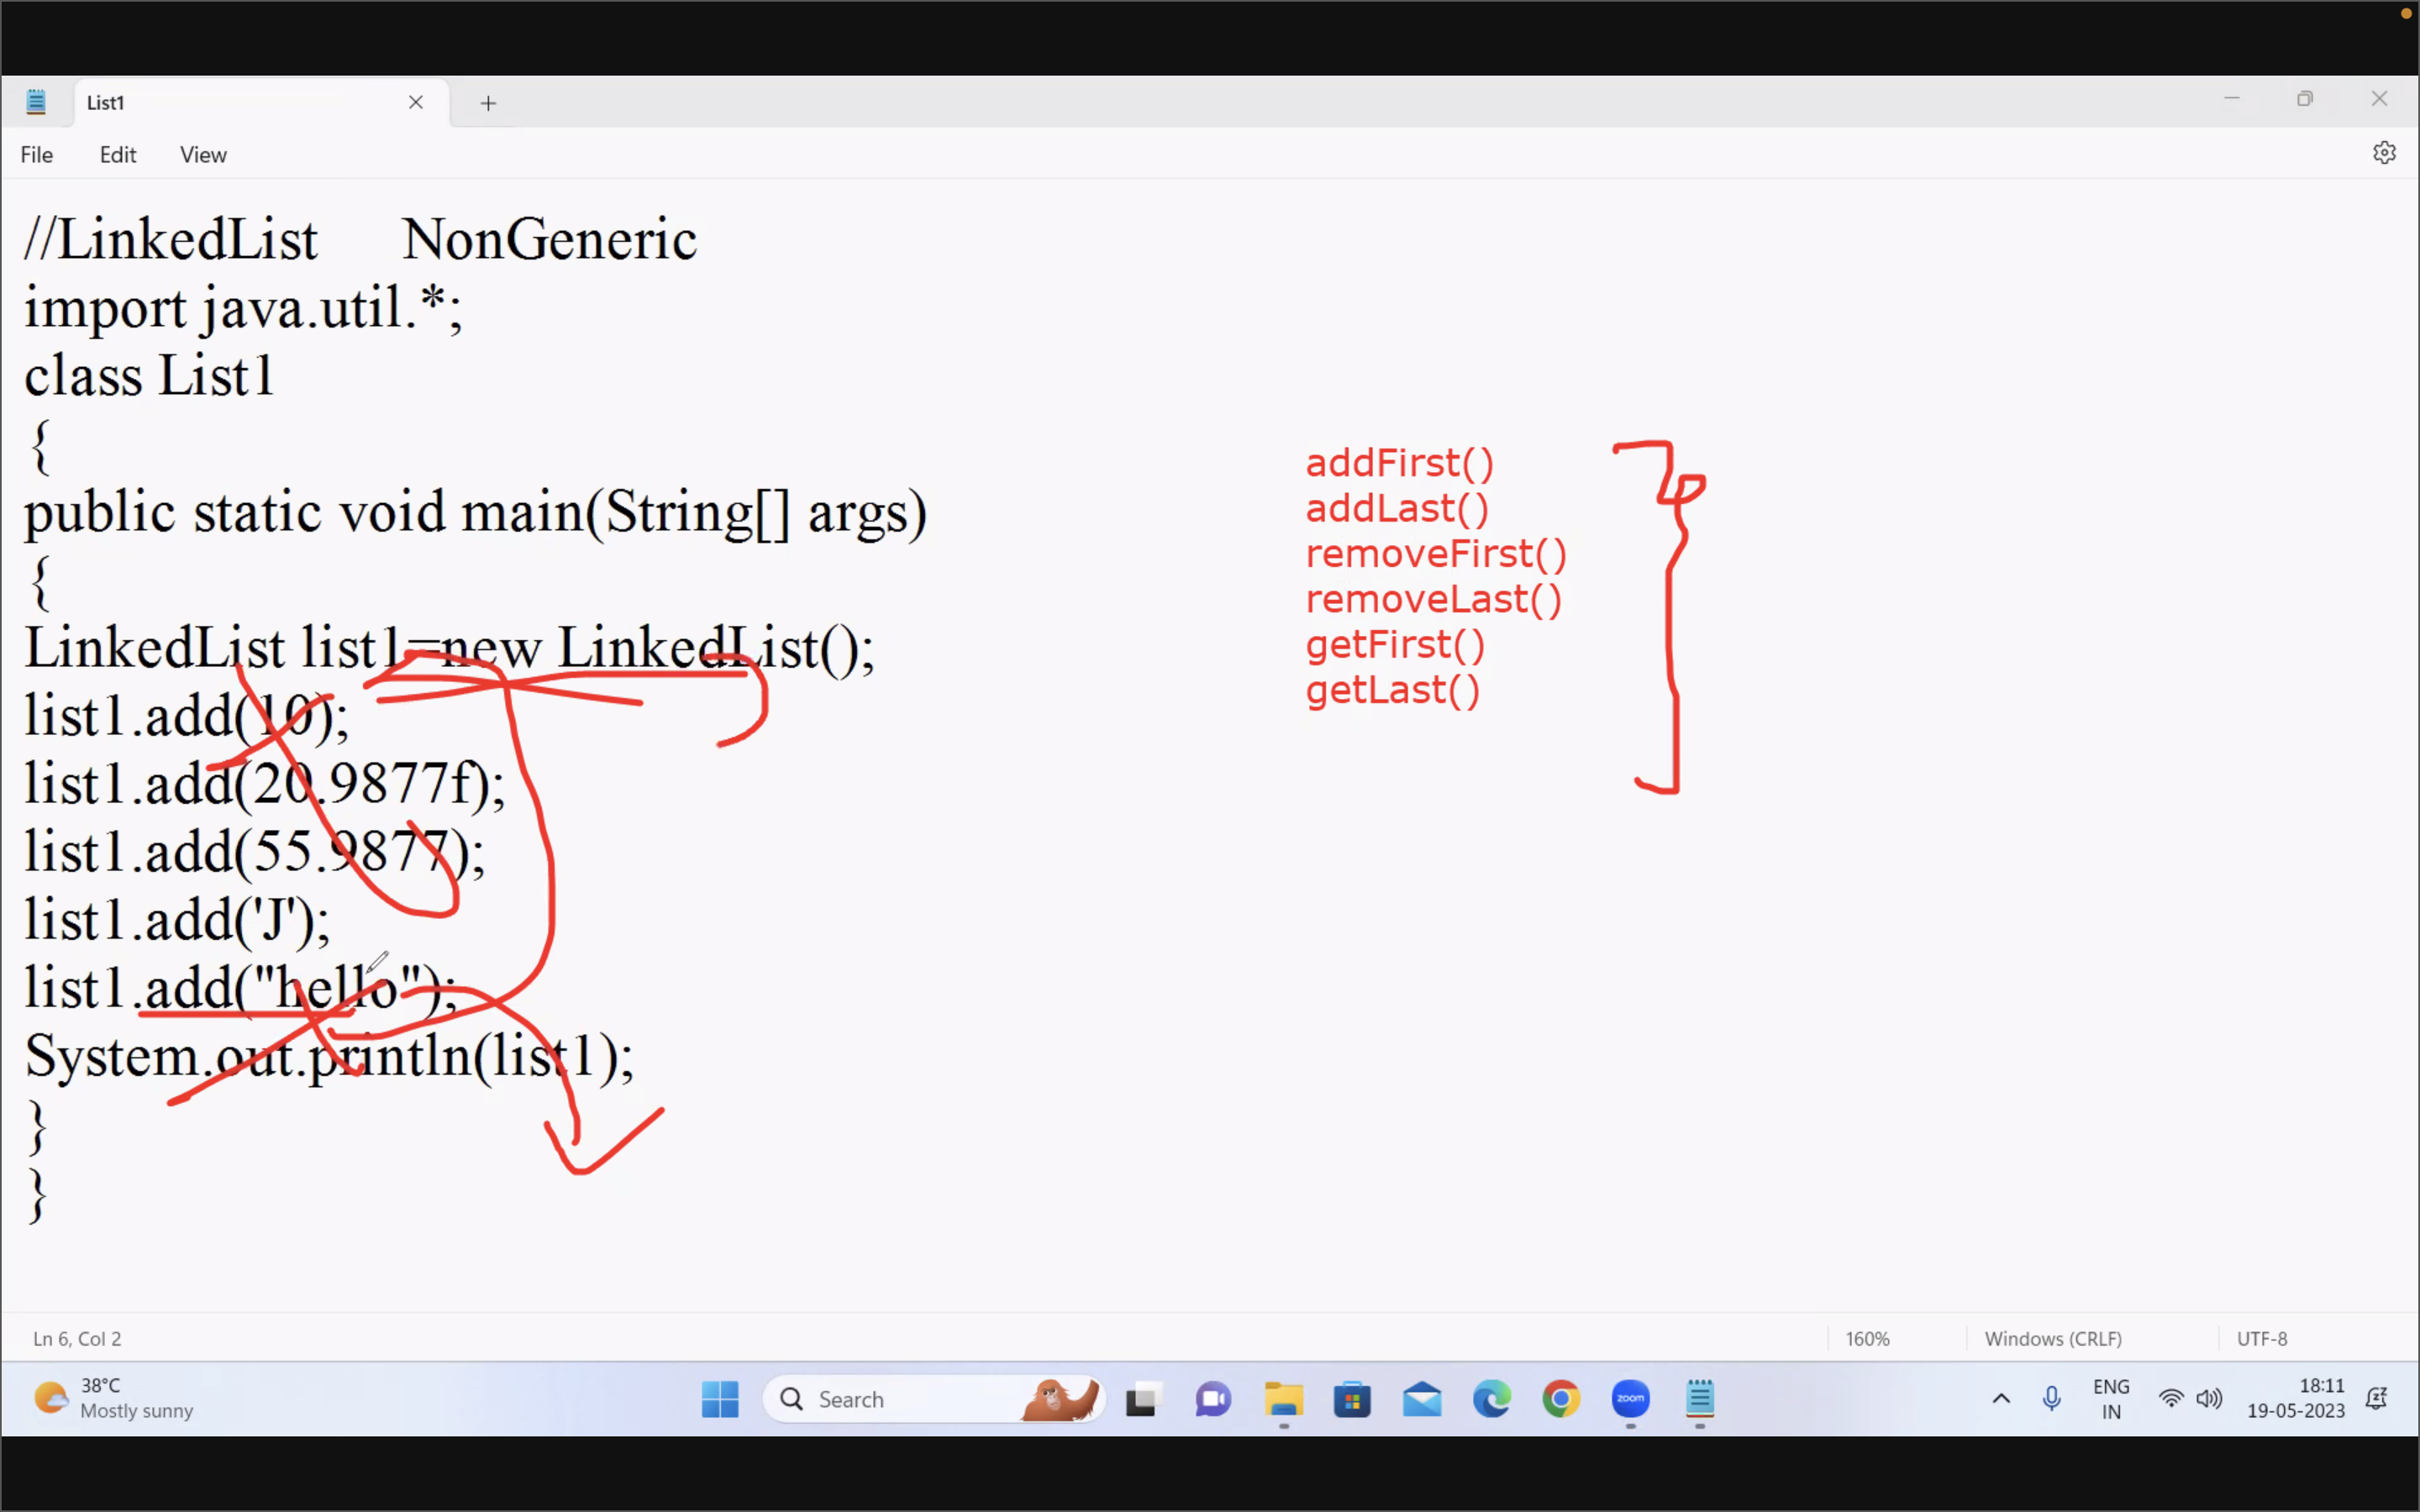 List1
File Edit View
//LinkedList NonGeneric
import java.util.*;
class List1
{
public static void main(String[] args)
{
LinkedList list1=new LinkedList();
list1.add(10);
list1.add(20.9877f);
list1.add(55.9877);
list1.add('J');
list1.add("hello");
System.out.println(list1);
}
}
addFirst()
addLast()
removeFirst()
removeLast()
getFirst()
getLast()
Ln 6, Col 2 160% Windows (CRLF) UTF-8
38°C
Mostly sunny
Search
zoom
ENG
IN
18:11
19-05-2023